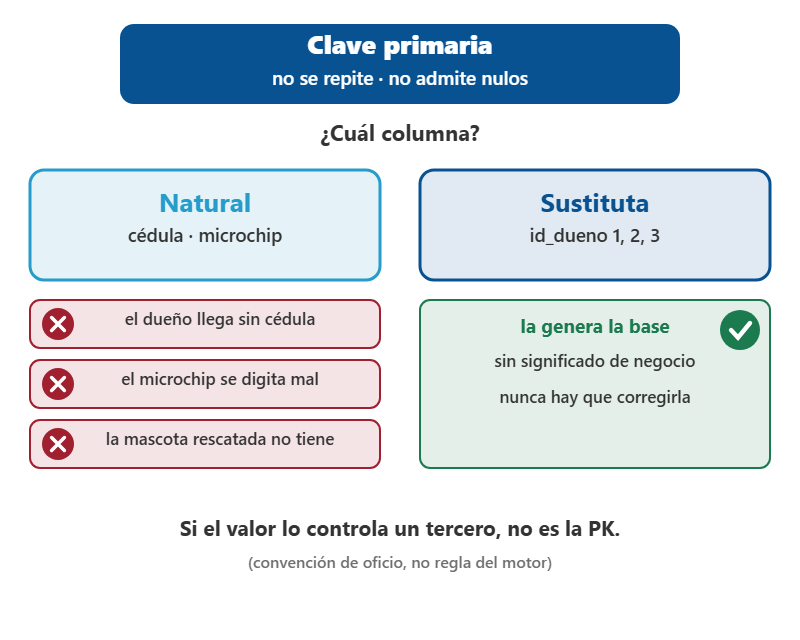 Clave primaria
no se repite · no admite nulos
¿Cuál columna?
Natural
cédula · microchip
Sustituta
id_dueno 1, 2, 3
el dueño llega sin cédula
el microchip se digita mal
la mascota rescatada no tiene
la genera la base
sin significado de negocio
nunca hay que corregirla
Si el valor lo controla un tercero, no es la PK.
(convención de oficio, no regla del motor)